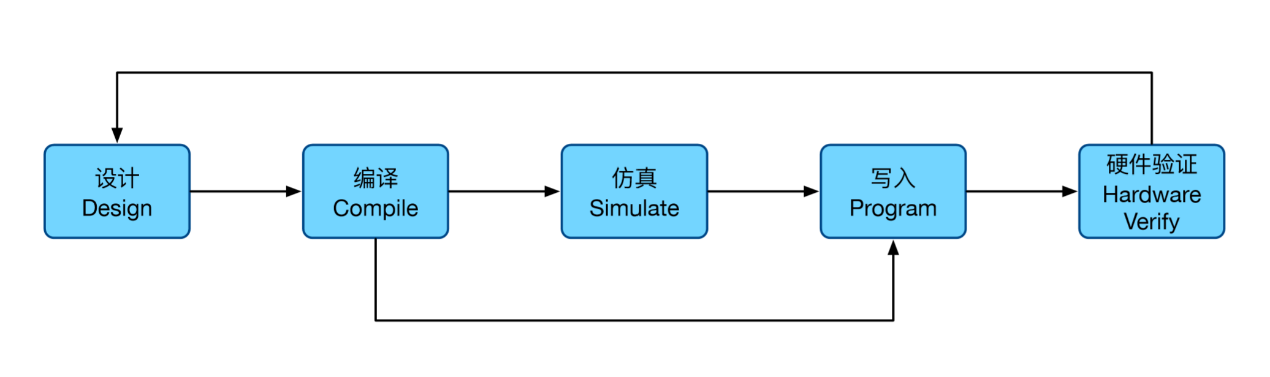 设计
Design
编译
Compile
仿真
Simulate
写入
Program
硬件验证
Hardware
Verify